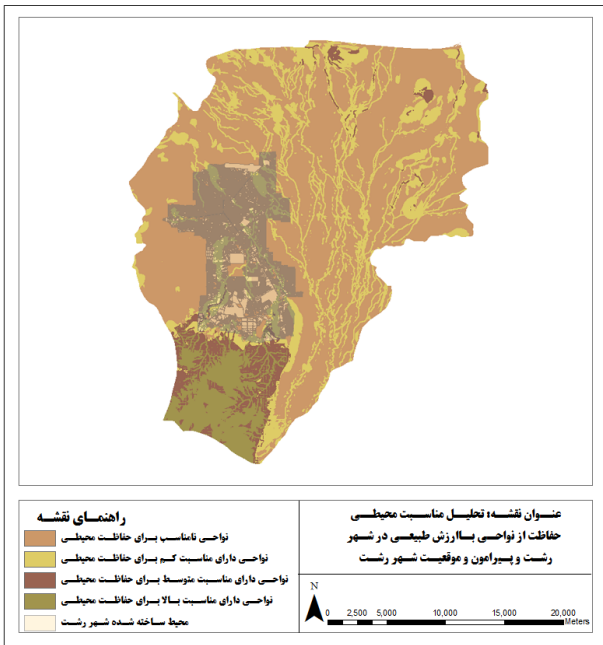 عنوان نقشه: تحلیل مناسبت محیطی
حفاظت از نواحی باارزش طبیعی در شهر
رشت و پیرامون و موقعیت شهر رشت
راهنمای نقشه
نواحی نامناسب برای حفاظت محیطی
نواحی دارای مناسبت کم برای حفاظت محیطی
نواحی دارای مناسبت متوسط برای حفاظت محیطی
نواحی دارای مناسبت بالا برای حفاظت محیطی
محیط ساخته شده شهر رشت
N
0 2,500 5,000 10,000 15,000 20,000
Meters